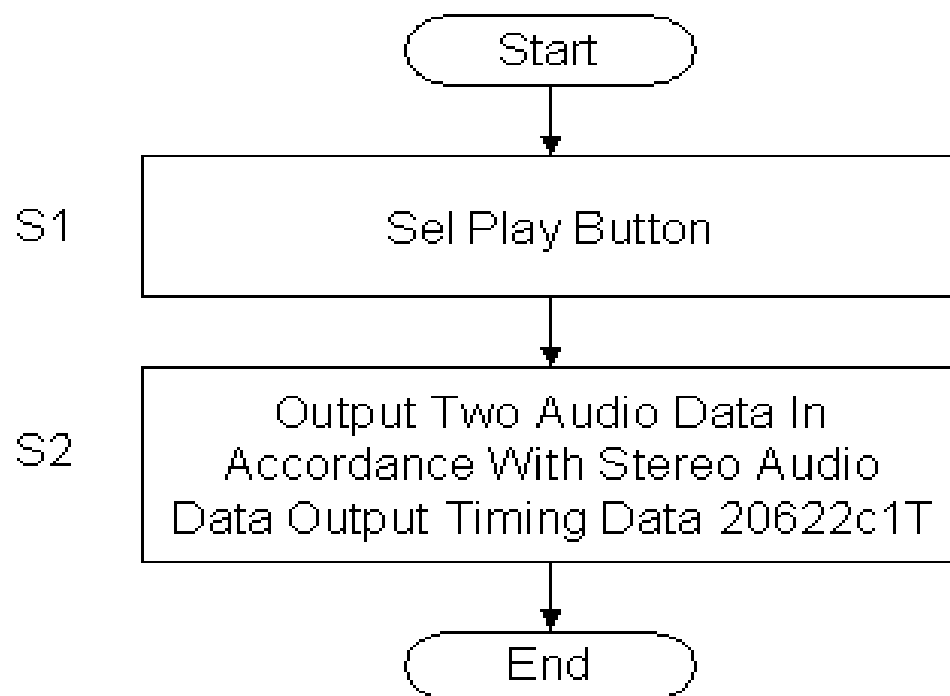 Start
S1
Sel Play Button
S2
Output Two Audio Data In
Accordance With Stereo Audio
Data Output Timing Data 20622c1T
End